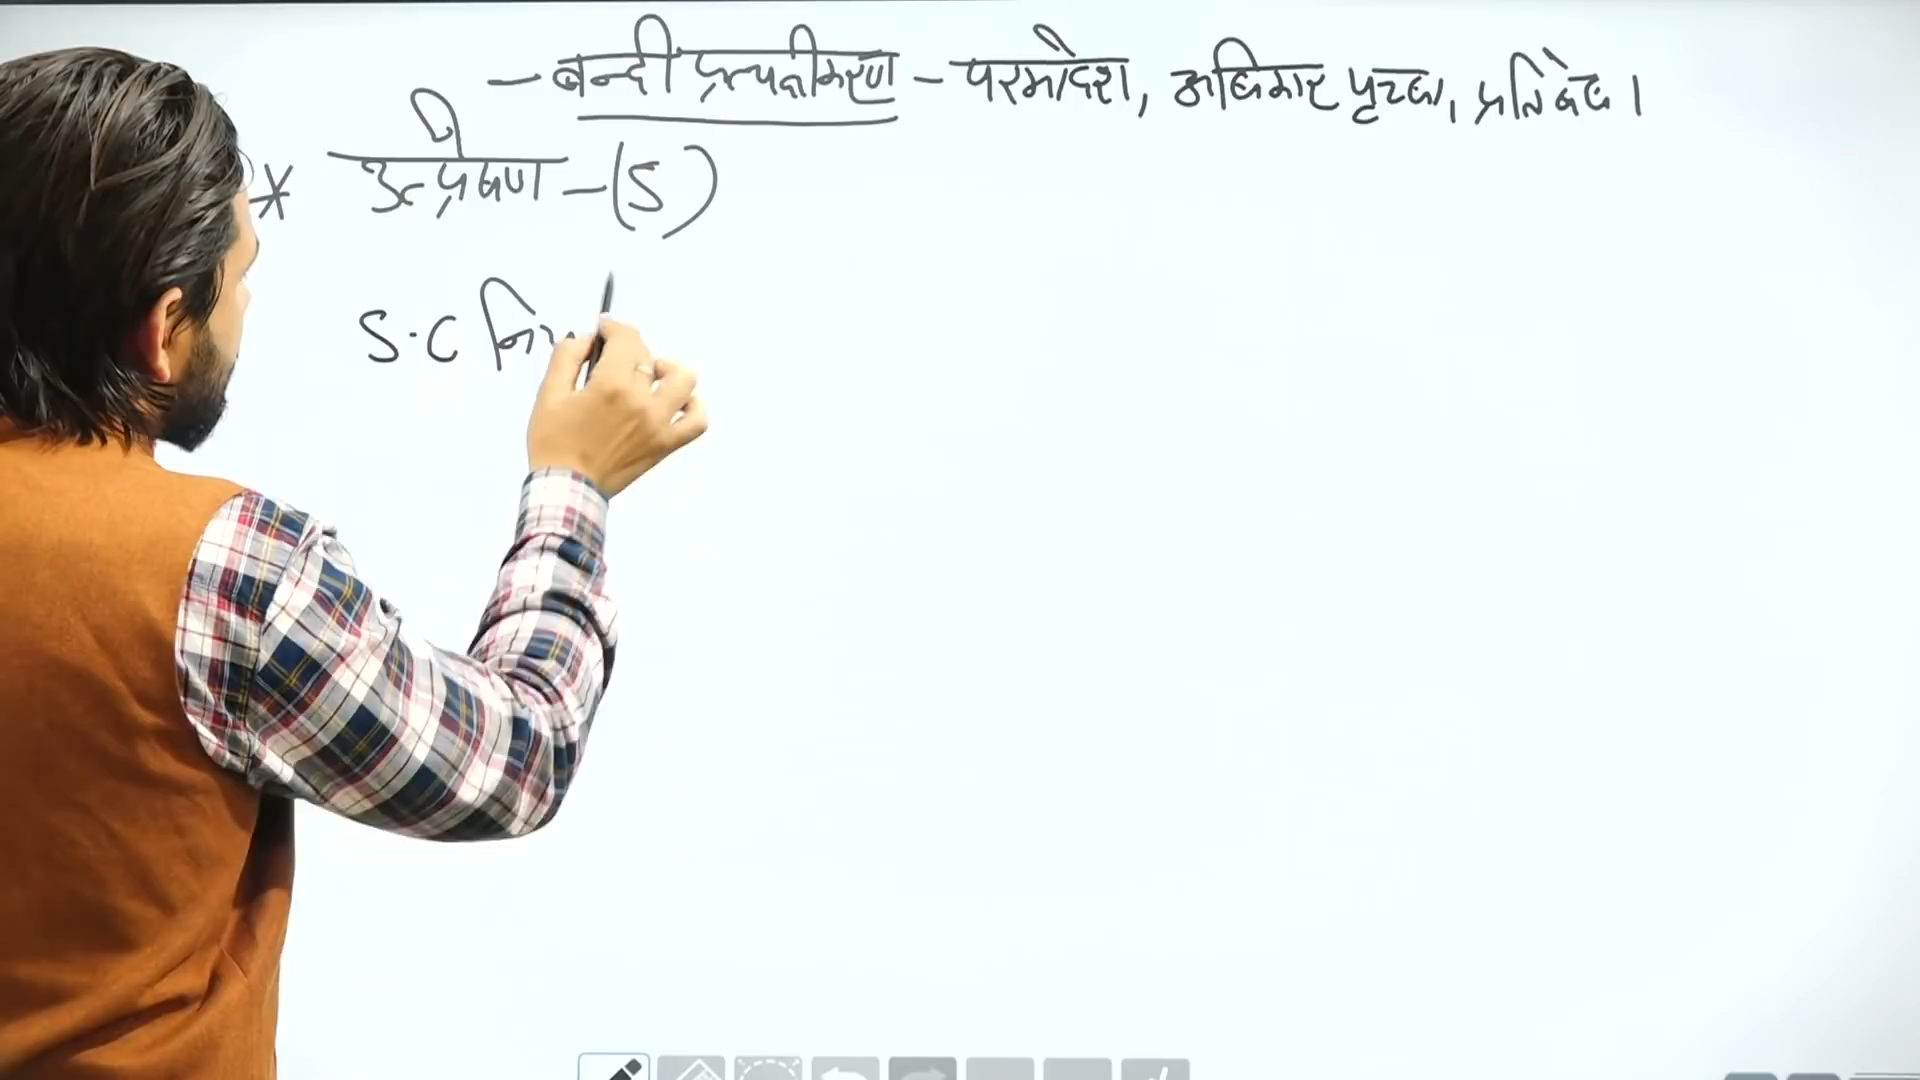 - बन्दी प्रत्यक्षीकरण - परमादेश, अधिकार पृच्छा, प्रतिषेध।
* उत्प्रेषण - (5)
S.C